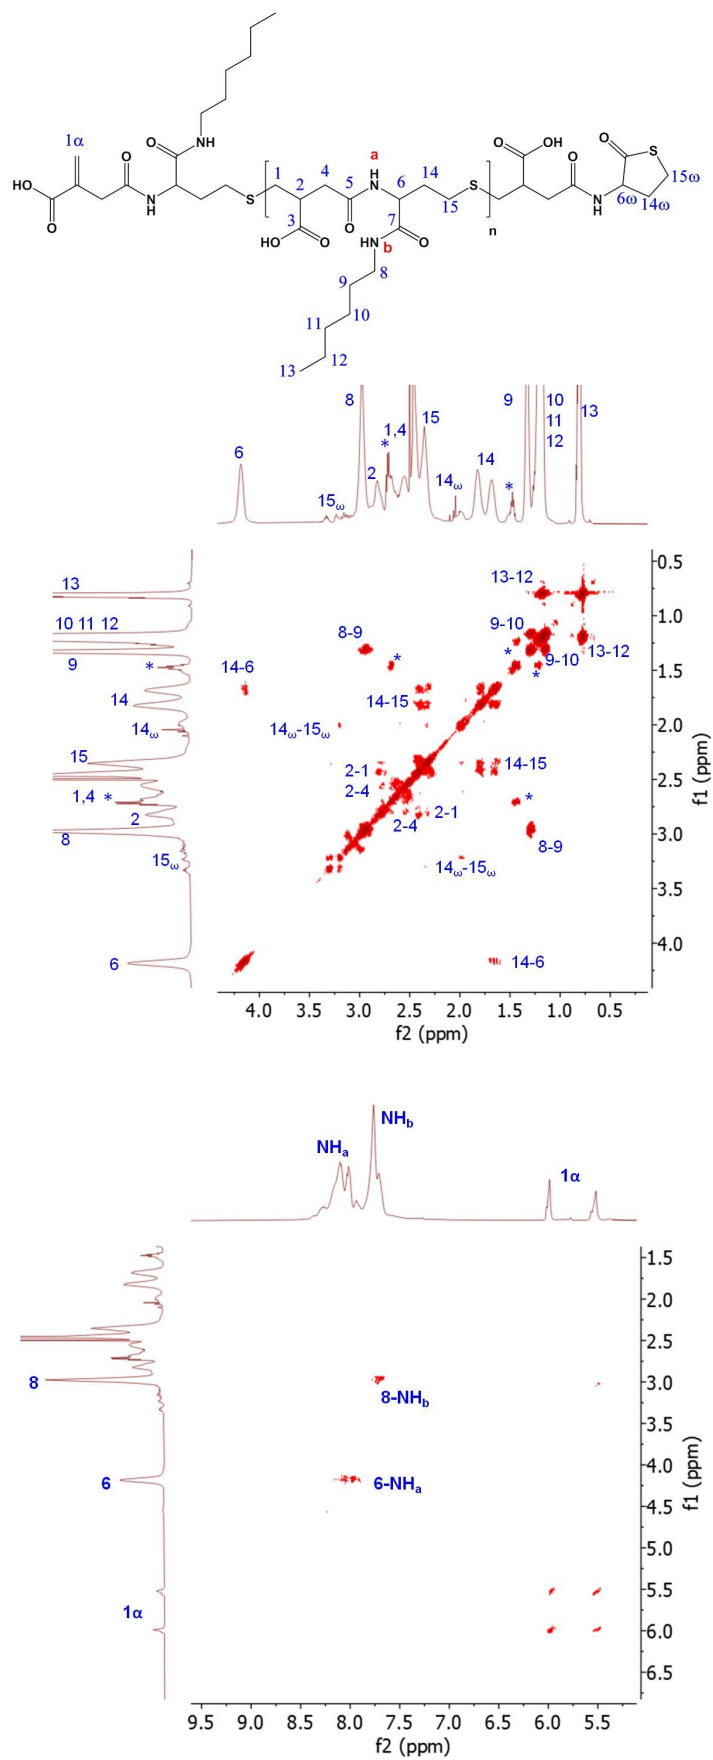 1α
O
NH
O
HO
O
N
H
S
1
2
3
4
5
O
HO
O
a
HN
6
7
14
15
S
n
HN
b
O
8
9
10
11
12
13
O
OH
O
N
H
O
S
15ω
6ω
14ω
6
15ω
8
2
*
1,4
15
14ω
14
*
9
10
11
12
13
13
10 11 12
9
*
14
14ω
15
1,4 *
2
8
15ω
6
13-12
9-10
8-9
*
*
9-10
13-12
14-6
*
14-15
14ω-15ω
2-1
14-15
2-4
*
2-4
2-1
8-9
14ω-15ω
14-6
0.5
1.0
1.5
2.0
2.5
3.0
3.5
4.0
f1 (ppm)
4.0 3.5 3.0 2.5 2.0 1.5 1.0 0.5
f2 (ppm)
NHa
NHb
1α
8
6
1α
8-NHb
6-NHa
1.5
2.0
2.5
3.0
3.5
4.0
4.5
5.0
5.5
6.0
6.5
f1 (ppm)
9.5 9.0 8.5 8.0 7.5 7.0 6.5 6.0 5.5
f2 (ppm)